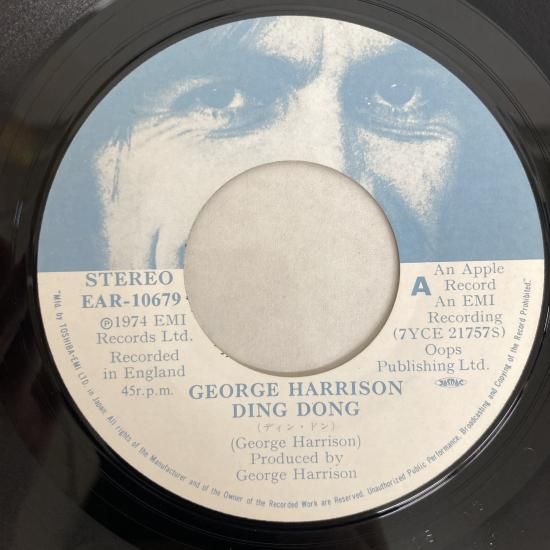 STEREO
EAR-10679
℗1974 EMI
Records Ltd.
Recorded
in England
45r.p.m.
A
An Apple
Record
An EMI
Recording
(7YCE 21757S)
Oops
Publishing Ltd.
JASRAC
GEORGE HARRISON
DING DONG
(ディン・ドン)
(George Harrison)
Produced by
George Harrison
"Mfd by TOSHIBA-EMI LTD. in Japan. All rights of the Manufacturer and of the Owner of the Recorded Work are Reserved. Unauthorized Public Performance, Broadcasting and Copying of the Record Prohibited."